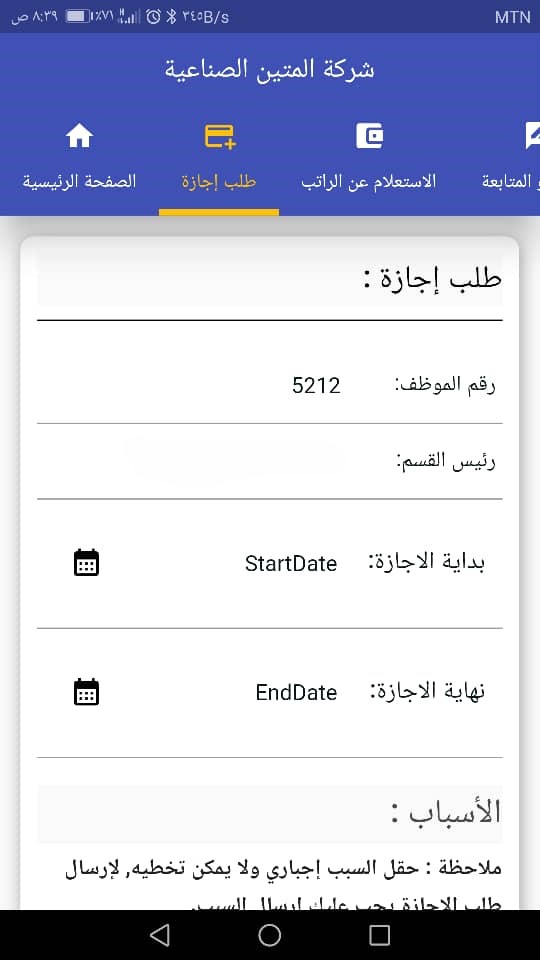 MTN ٣٤٥B/s ٪٧١ ٨:٣٩ ص
شركة المتين الصناعية
الصفحة الرئيسية
طلب إجازة
الاستعلام عن الراتب
و المتابعة
طلب إجازة :
رقم الموظف: 5212
رئيس القسم:
بداية الاجازة: StartDate
نهاية الاجازة: EndDate
الأسباب :
ملاحظة : حقل السبب إجباري ولا يمكن تخطيه, لإرسال
طلب الاجازة يجب عليك ارسال السبب.